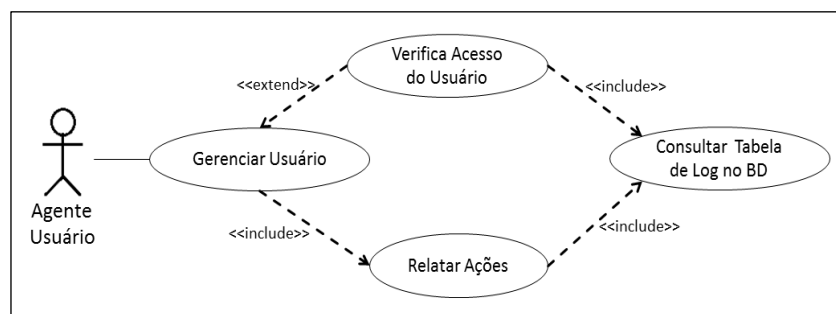 Verifica Acesso
do Usuário
<<extend>>
<<include>>
Gerenciar Usuário
Consultar Tabela
de Log no BD
Agente
Usuário
<<include>>
<<include>>
Relatar Ações